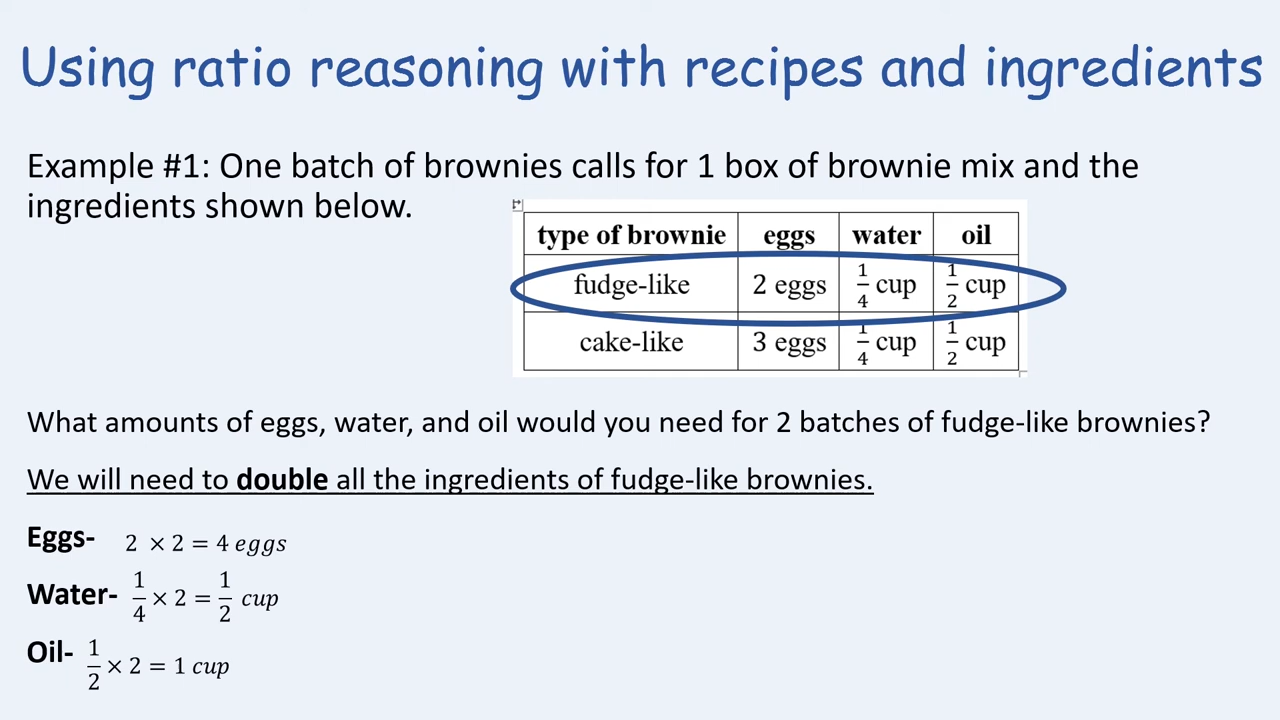 Using ratio reasoning with recipes and ingredients
Example #1: One batch of brownies calls for 1 box of brownie mix and the
ingredients shown below.
type of brownie eggs water oil
fudge-like 2 eggs 1/4 cup 1/2 cup
cake-like 3 eggs 1/4 cup 1/2 cup
What amounts of eggs, water, and oil would you need for 2 batches of fudge-like brownies?
We will need to double all the ingredients of fudge-like brownies.
Eggs- 2 × 2 = 4 eggs
Water- 1/4 × 2 = 1/2 cup
Oil- 1/2 × 2 = 1 cup